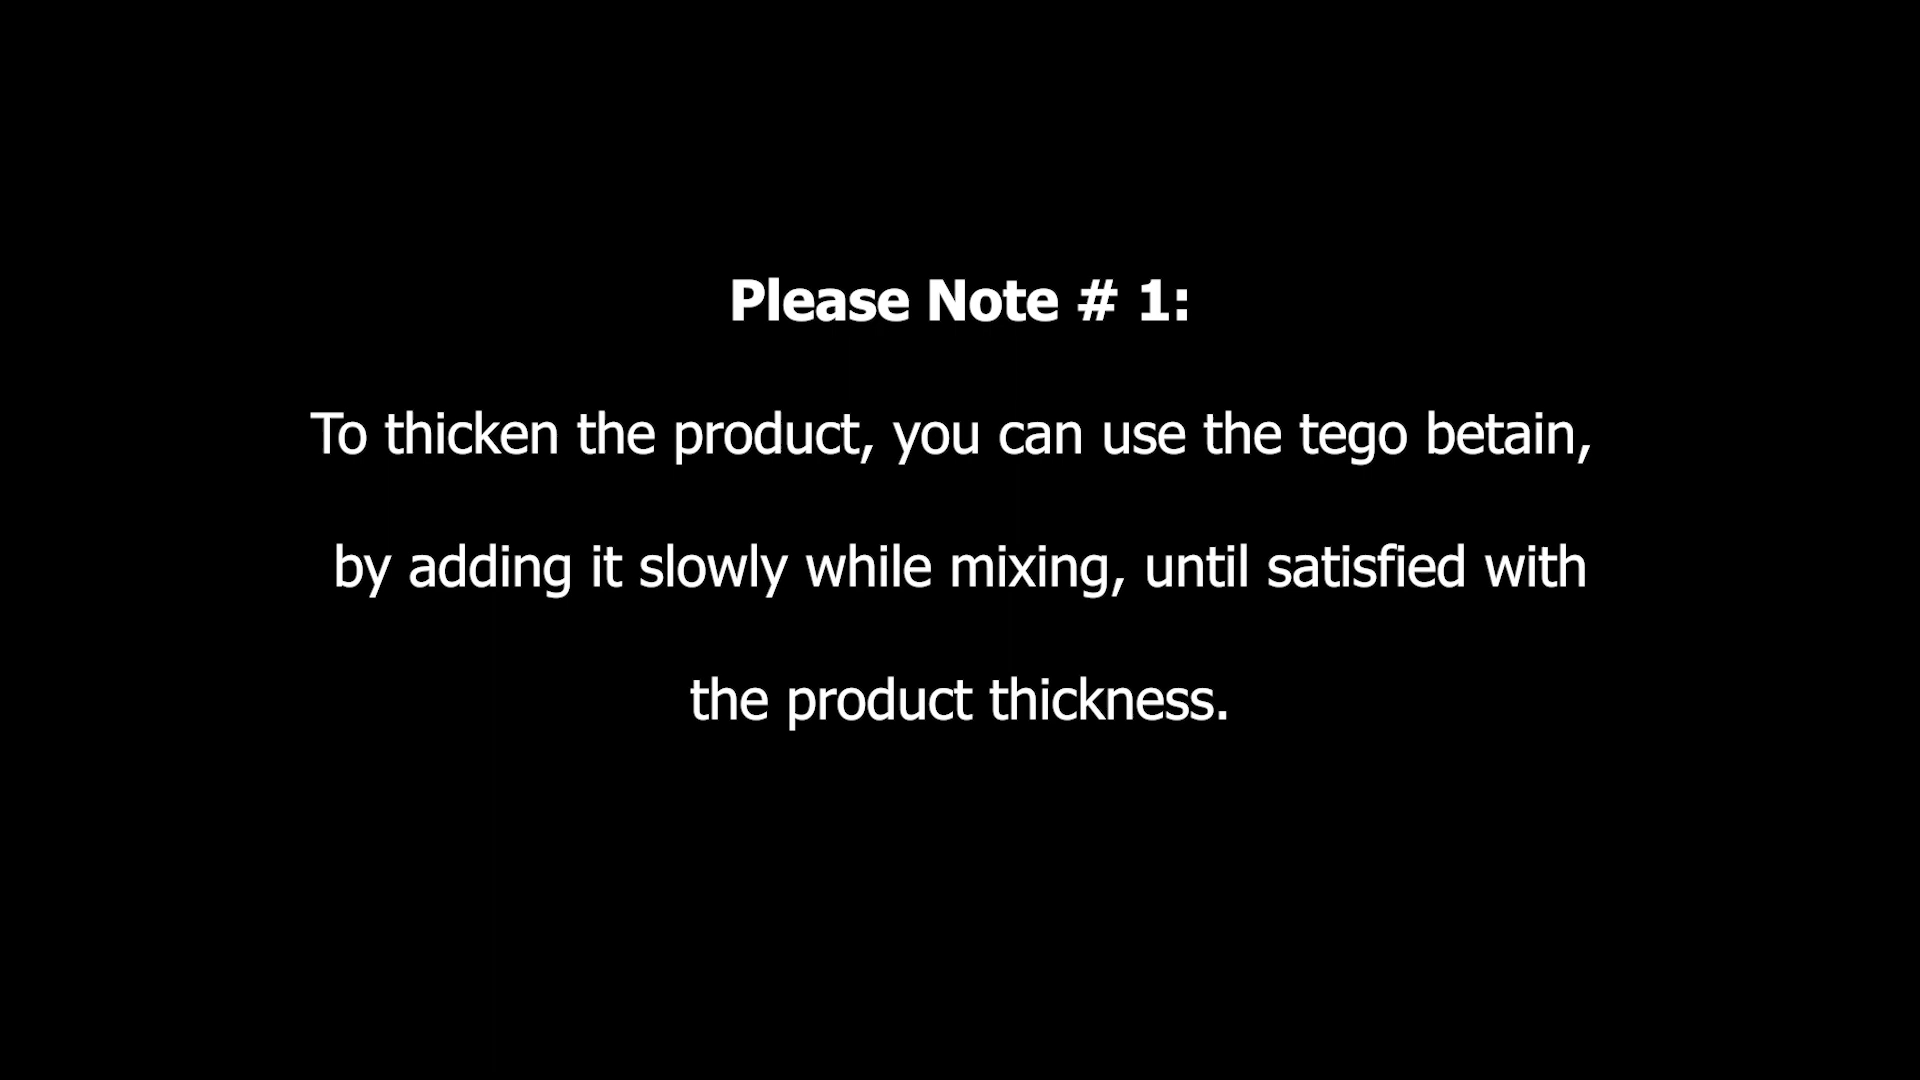 Please Note # 1:
To thicken the product, you can use the tego betain,
by adding it slowly while mixing, until satisfied with
the product thickness.